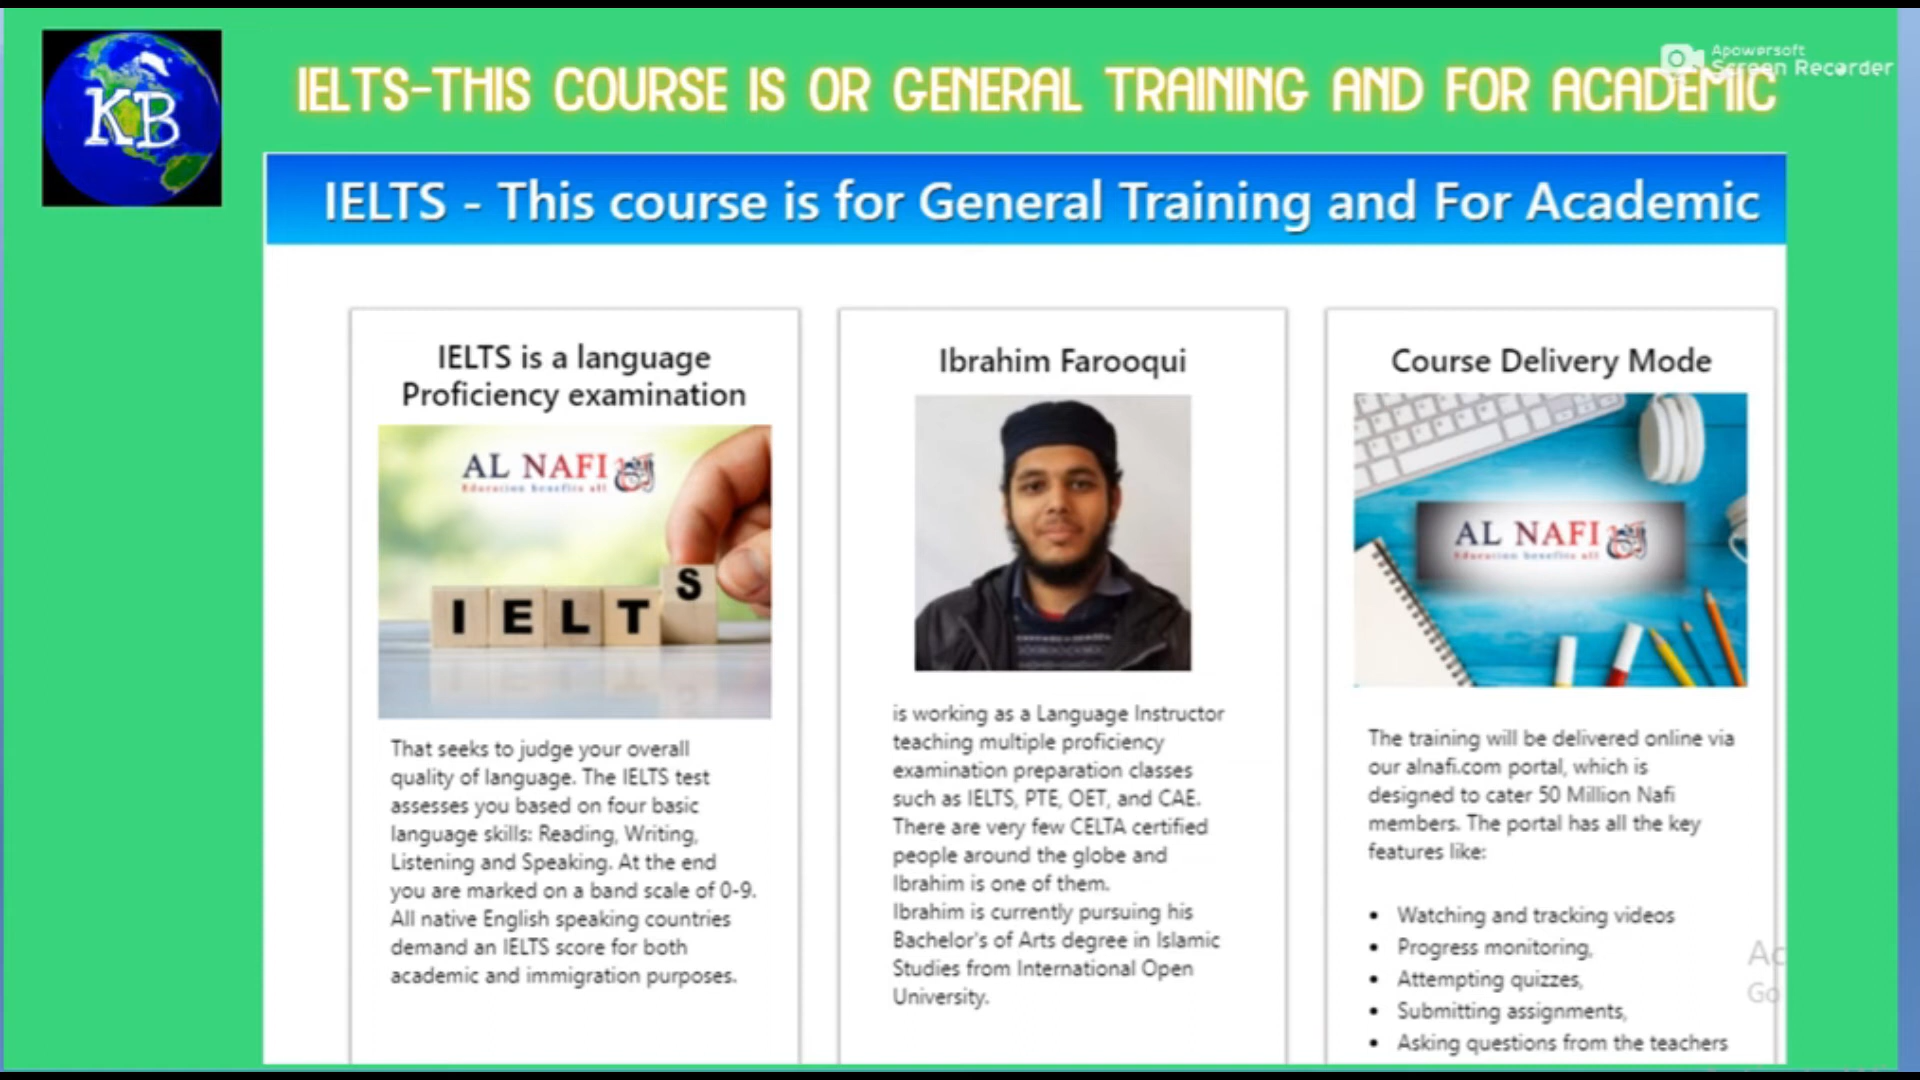 KB
IELTS-THIS COURSE IS OR GENERAL TRAINING AND FOR ACADEMIC
Apowersoft
Screen Recorder
IELTS - This course is for General Training and For Academic
IELTS is a language
Proficiency examination
AL NAFI
Education benefits all
I E L T S
That seeks to judge your overall
quality of language. The IELTS test
assesses you based on four basic
language skills: Reading, Writing,
Listening and Speaking. At the end
you are marked on a band scale of 0-9.
All native English speaking countries
demand an IELTS score for both
academic and immigration purposes.
Ibrahim Farooqui
is working as a Language Instructor
teaching multiple proficiency
examination preparation classes
such as IELTS, PTE, OET, and CAE.
There are very few CELTA certified
people around the globe and
Ibrahim is one of them.
Ibrahim is currently pursuing his
Bachelor's of Arts degree in Islamic
Studies from International Open
University.
Course Delivery Mode
AL NAFI
Education benefits all
The training will be delivered online via
our alnafi.com portal, which is
designed to cater 50 Million Nafi
members. The portal has all the key
features like:
• Watching and tracking videos
• Progress monitoring,
• Attempting quizzes,
• Submitting assignments,
• Asking questions from the teachers
Ac
Go